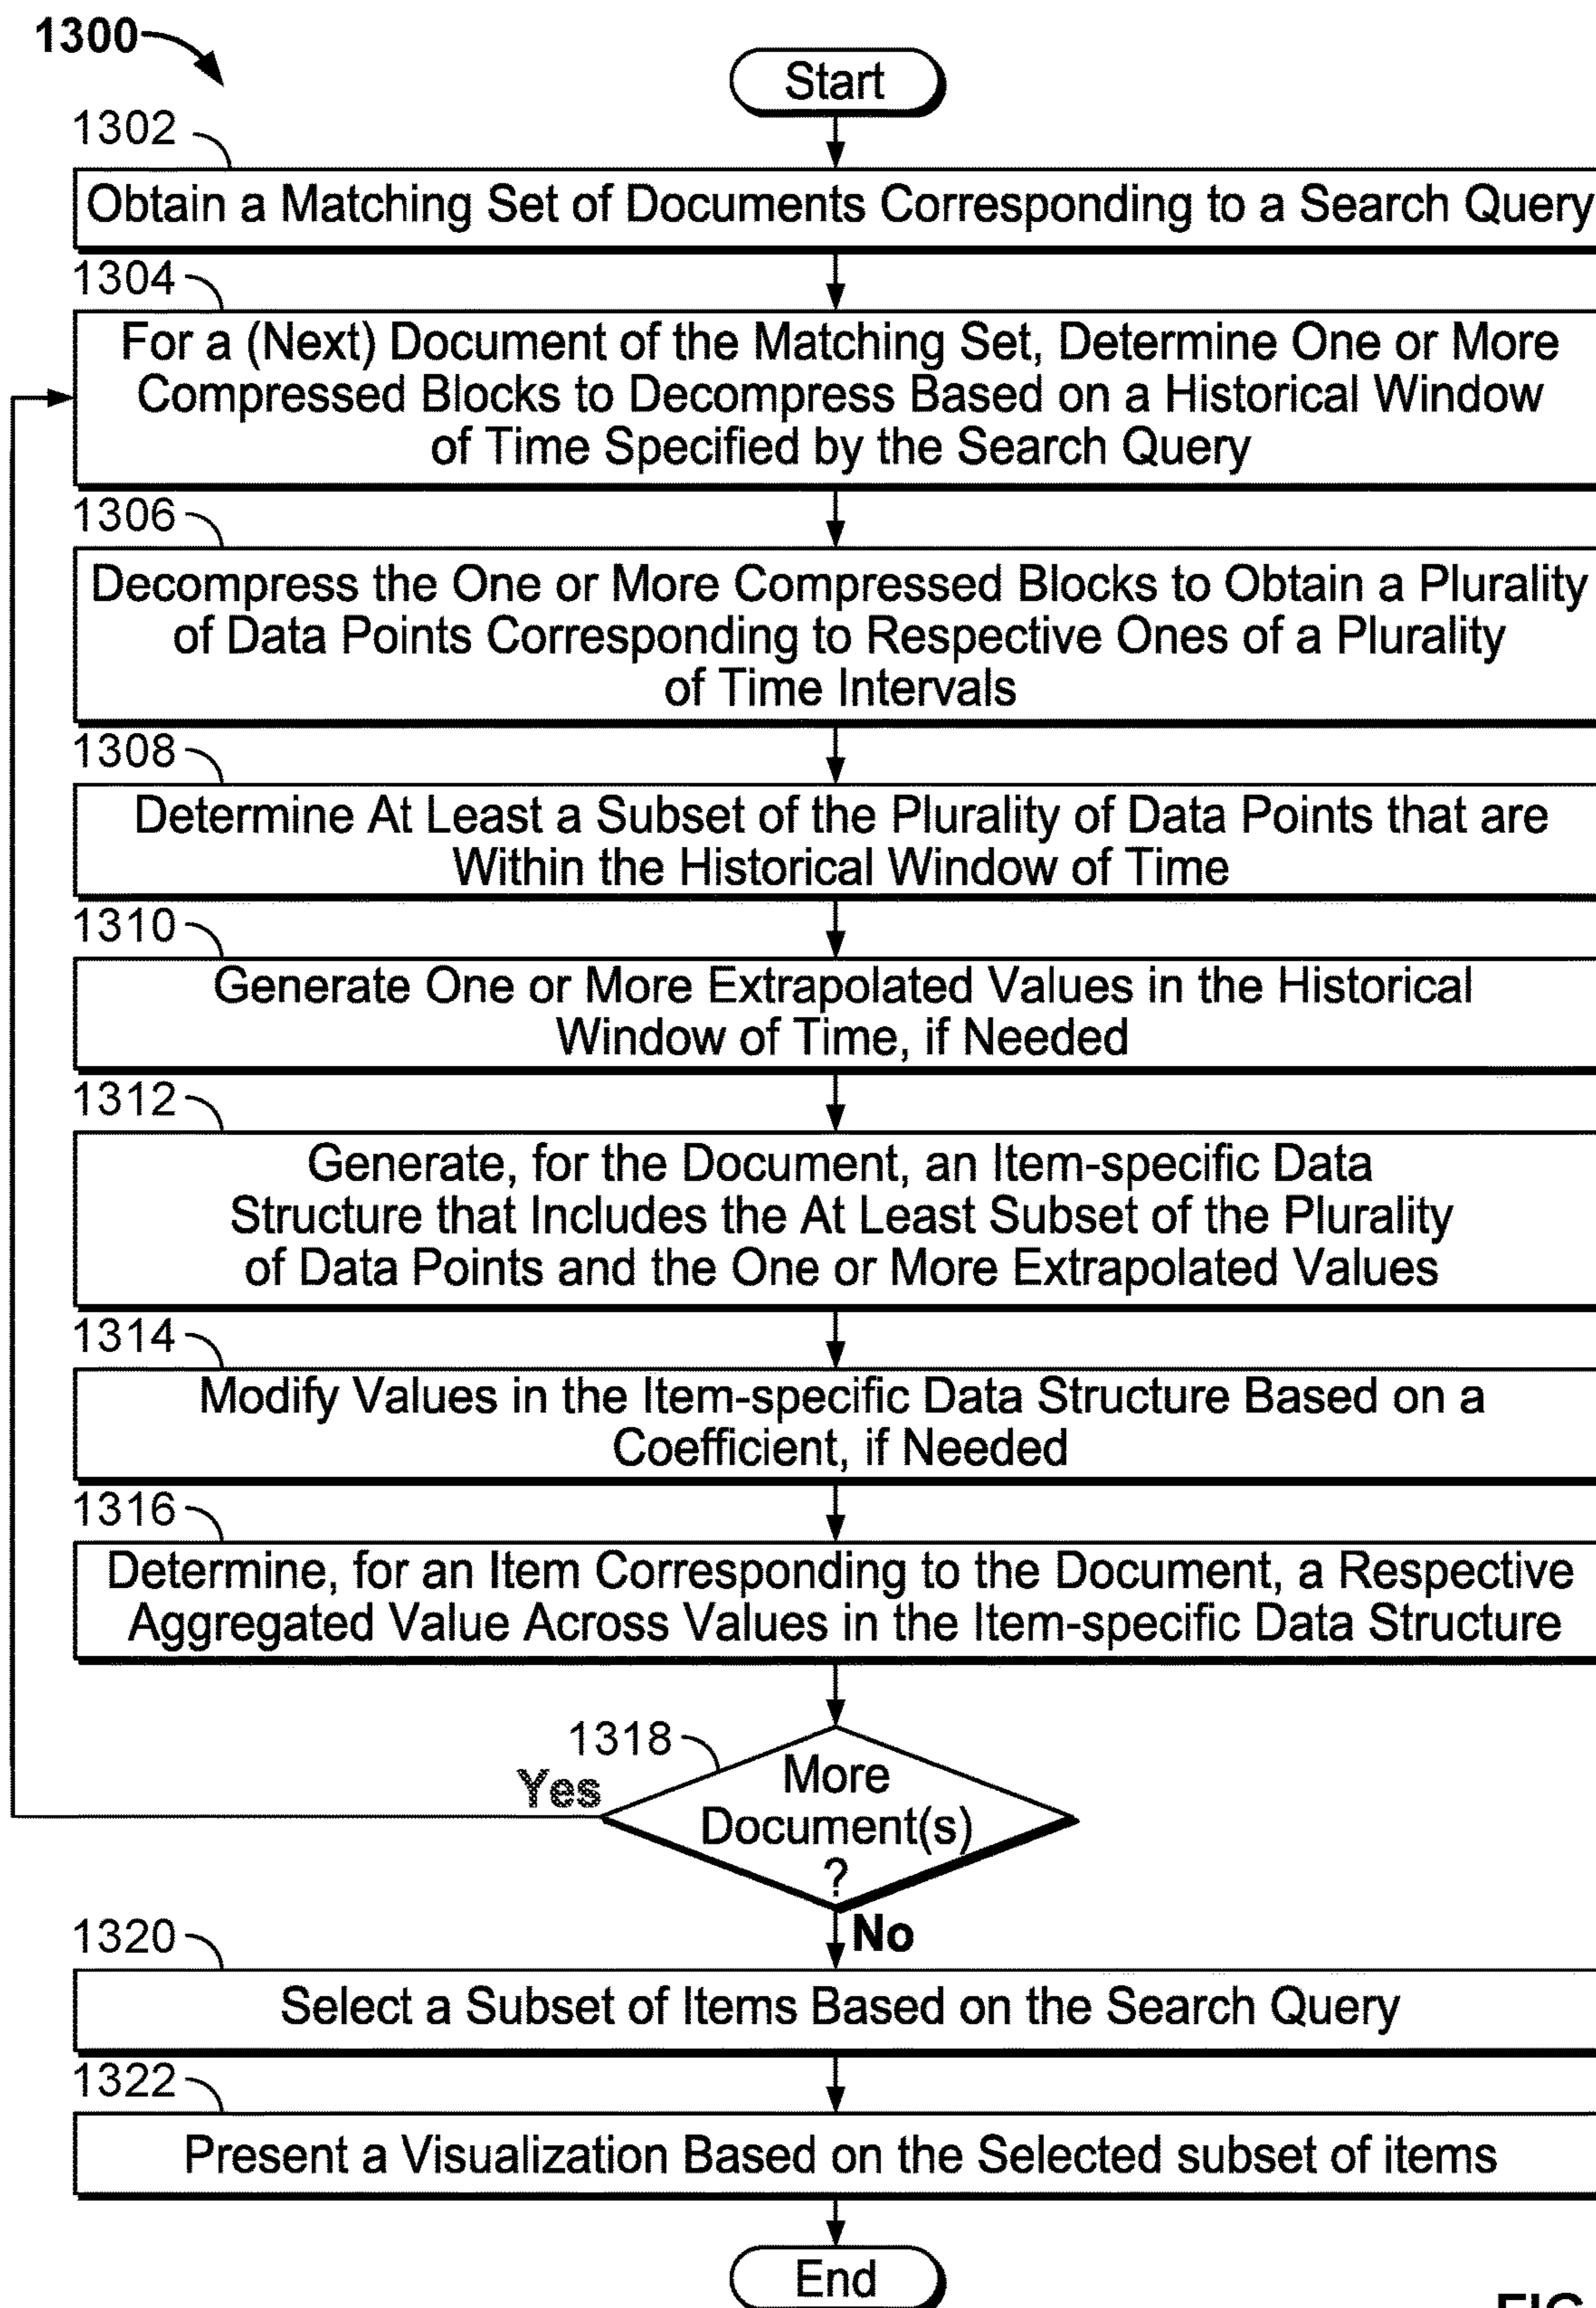 1300
Start
1302
Obtain a Matching Set of Documents Corresponding to a Search Query
1304
For a (Next) Document of the Matching Set, Determine One or More
Compressed Blocks to Decompress Based on a Historical Window
of Time Specified by the Search Query
1306
Decompress the One or More Compressed Blocks to Obtain a Plurality
of Data Points Corresponding to Respective Ones of a Plurality
of Time Intervals
1308
Determine At Least a Subset of the Plurality of Data Points that are
Within the Historical Window of Time
1310
Generate One or More Extrapolated Values in the Historical
Window of Time, if Needed
1312
Generate, for the Document, an Item-specific Data
Structure that Includes the At Least Subset of the Plurality
of Data Points and the One or More Extrapolated Values
1314
Modify Values in the Item-specific Data Structure Based on a
Coefficient, if Needed
1316
Determine, for an Item Corresponding to the Document, a Respective
Aggregated Value Across Values in the Item-specific Data Structure
1318
More
Document(s)
?
Yes
No
1320
Select a Subset of Items Based on the Search Query
1322
Present a Visualization Based on the Selected subset of items
End